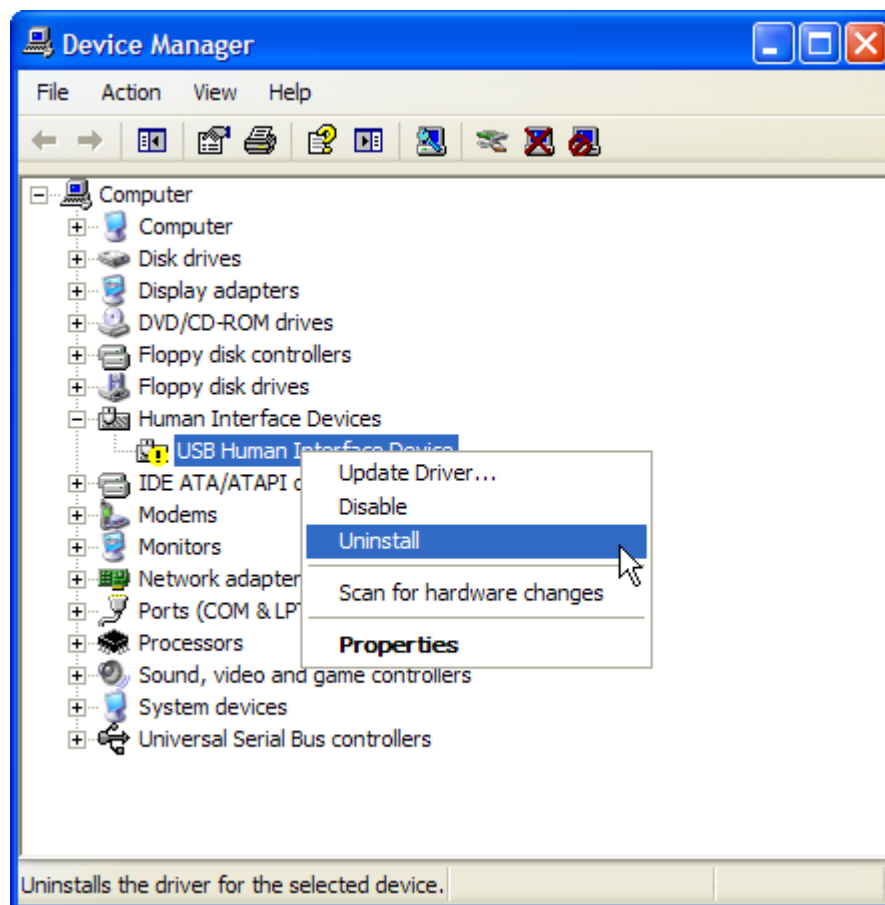 Device Manager
File Action View Help
Computer
Computer
Disk drives
Display adapters
DVD/CD-ROM drives
Floppy disk controllers
Floppy disk drives
Human Interface Devices
USB Human Interface Device
IDE ATA/ATAPI
Modems
Monitors
Network adapter
Ports (COM & LPT
Processors
Sound, video and game controllers
System devices
Universal Serial Bus controllers
Update Driver...
Disable
Uninstall
Scan for hardware changes
Properties
Uninstalls the driver for the selected device.